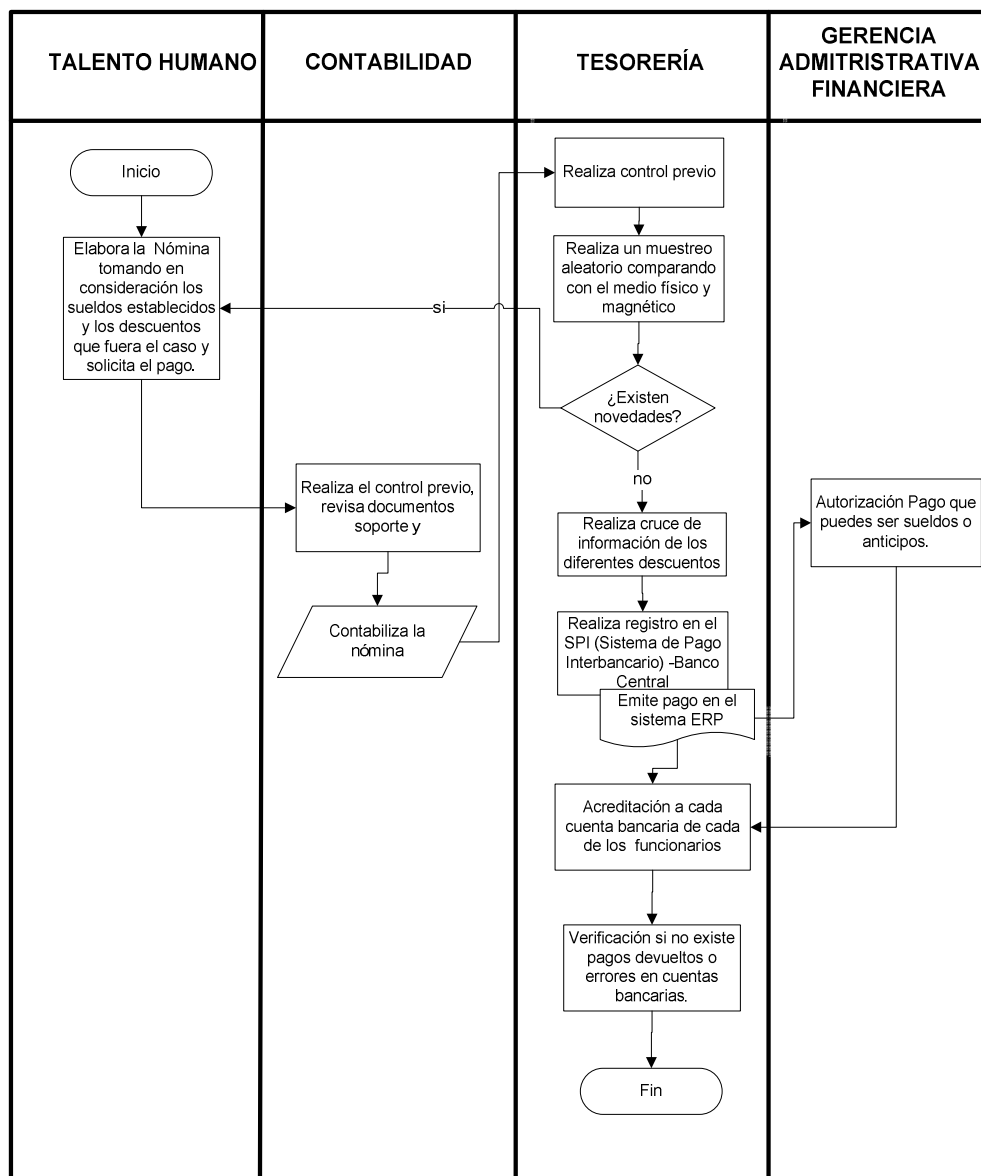 TALENTO HUMANO
CONTABILIDAD
TESORERÍA
GERENCIA
ADMITRISTRATIVA
FINANCIERA
Inicio
Elabora la Nómina
tomando en
consideración los
sueldos establecidos
y los descuentos
que fuera el caso y
solicita el pago.
Realiza el control previo,
revisa documentos
soporte y
Contabiliza la
nómina
Realiza control previo
Realiza un muestreo
aleatorio comparando
con el medio físico y
magnético
si
¿Existen
novedades?
no
Realiza cruce de
información de los
diferentes descuentos
Realiza registro en el
SPI (Sistema de Pago
Interbancario) -Banco
Central
Emite pago en el
sistema ERP
Autorización Pago que
puedes ser sueldos o
anticipos.
Acreditación a cada
cuenta bancaria de cada
de los funcionarios
Verificación si no existe
pagos devueltos o
errores en cuentas
bancarias.
Fin